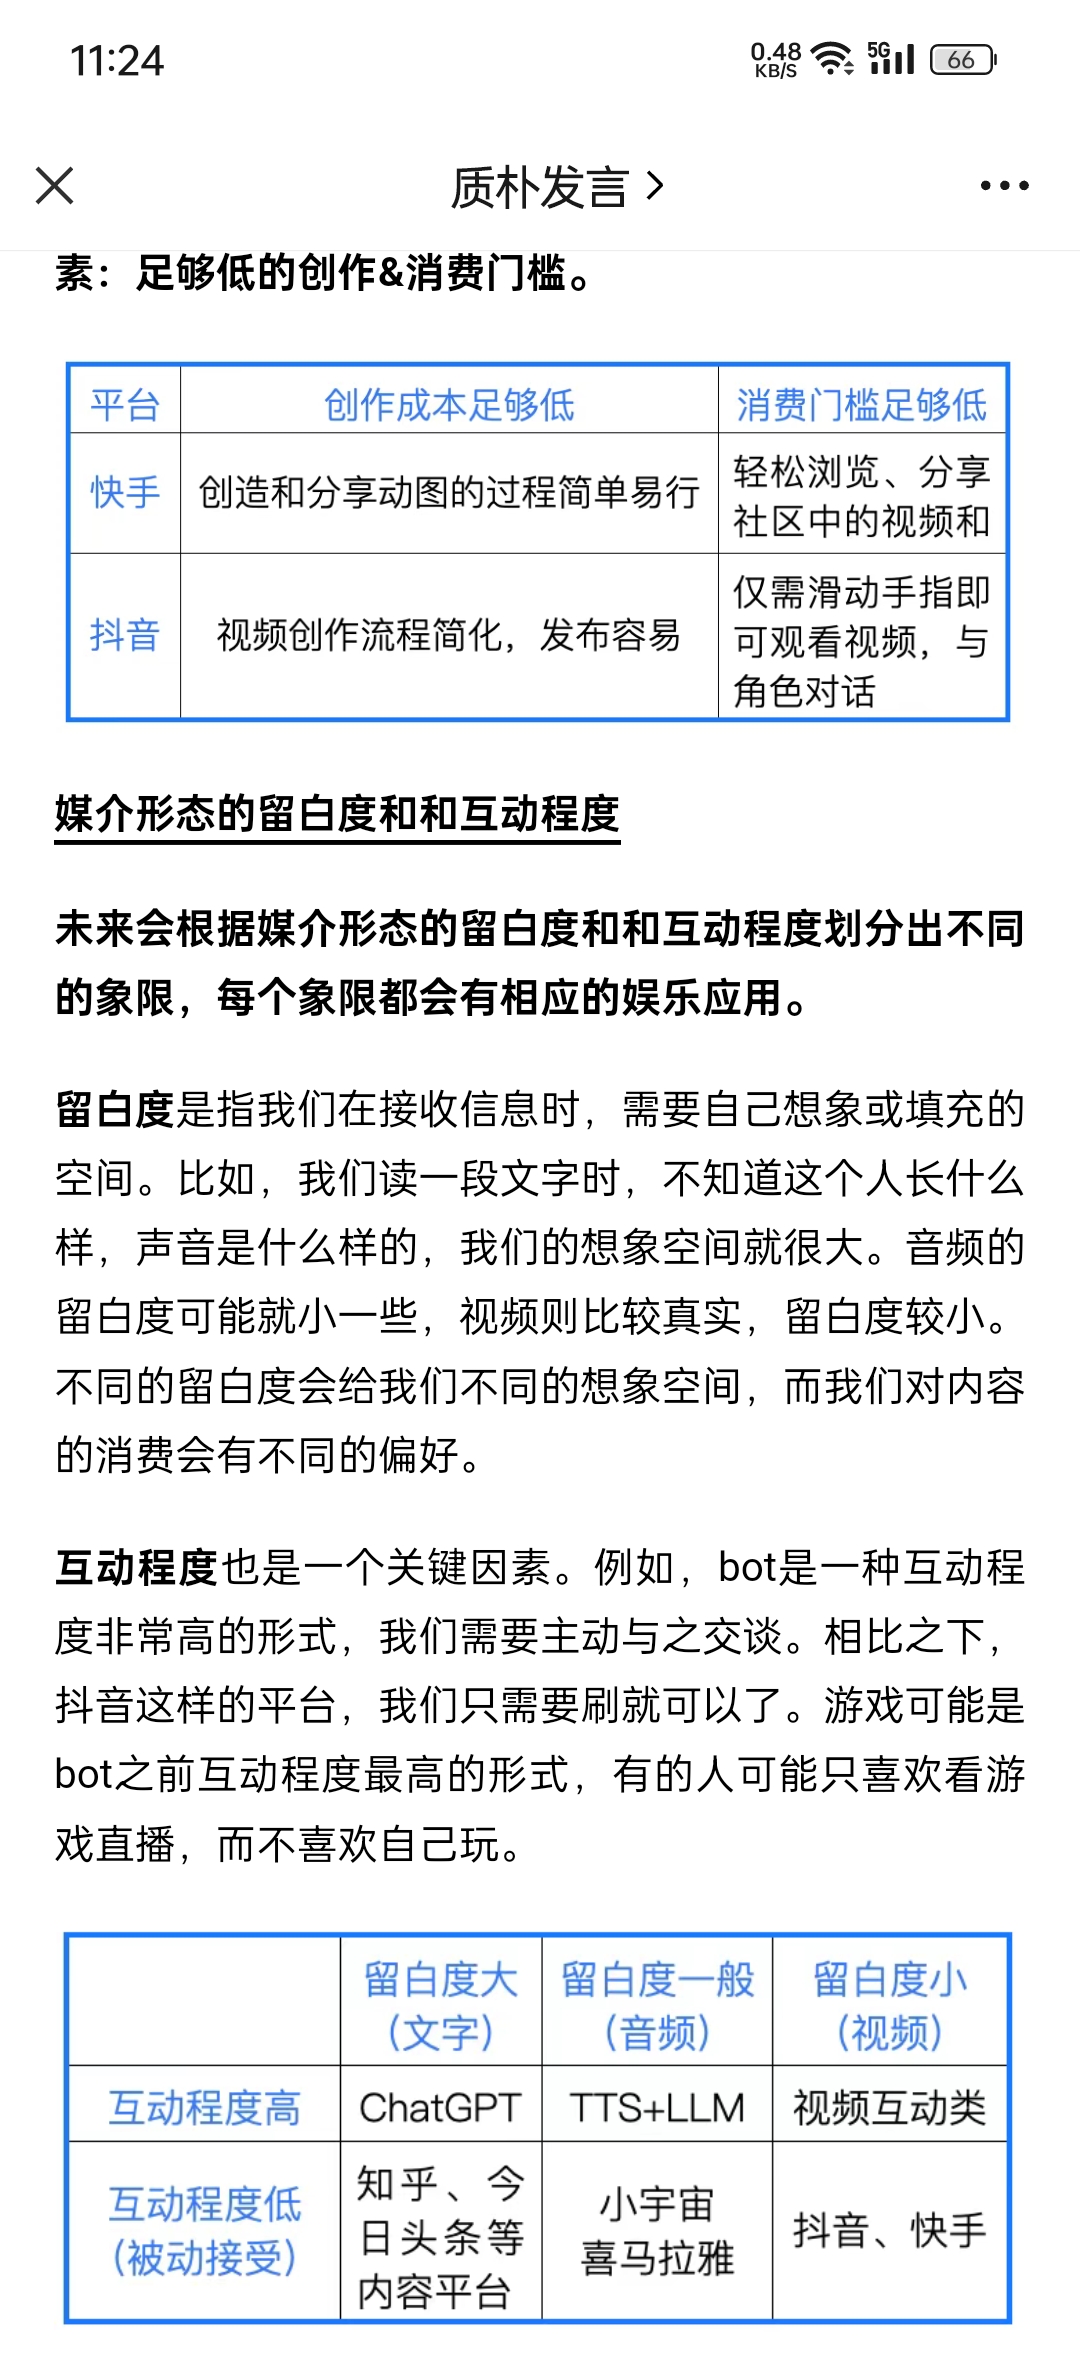 11:24
0.48
KB/S
5G
66
质朴发言
素：足够低的创作&消费门槛。
平台 创作成本足够低 消费门槛足够低
快手 创造和分享动图的过程简单易行 轻松浏览、分享
社区中的视频和
抖音 视频创作流程简化，发布容易 仅需滑动手指即
可观看视频，与
角色对话
媒介形态的留白度和和互动程度
未来会根据媒介形态的留白度和和互动程度划分出不同
的象限，每个象限都会有相应的娱乐应用。
留白度是指我们在接收信息时，需要自己想象或填充的
空间。比如，我们读一段文字时，不知道这个人长什么
样，声音是什么样的，我们的想象空间就很大。音频的
留白度可能就小一些，视频则比较真实，留白度较小。
不同的留白度会给我们不同的想象空间，而我们对内容
的消费会有不同的偏好。
互动程度也是一个关键因素。例如，bot是一种互动程
度非常高的形式，我们需要主动与之交谈。相比之下，
抖音这样的平台，我们只需要刷就可以了。游戏可能是
bot之前互动程度最高的形式，有的人可能只喜欢看游
戏直播，而不喜欢自己玩。
留白度大 留白度一般 留白度小
（文字） （音频） （视频）
互动程度高 ChatGPT TTS+LLM 视频互动类
互动程度低
（被动接受）
知乎、今
日头条等
内容平台
小宇宙
喜马拉雅
抖音、快手